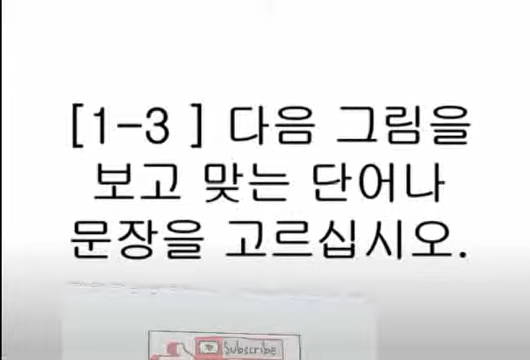 [1-3 ] 다음 그림을
보고 맞는 단어나
문장을 고르십시오.
Subscribe